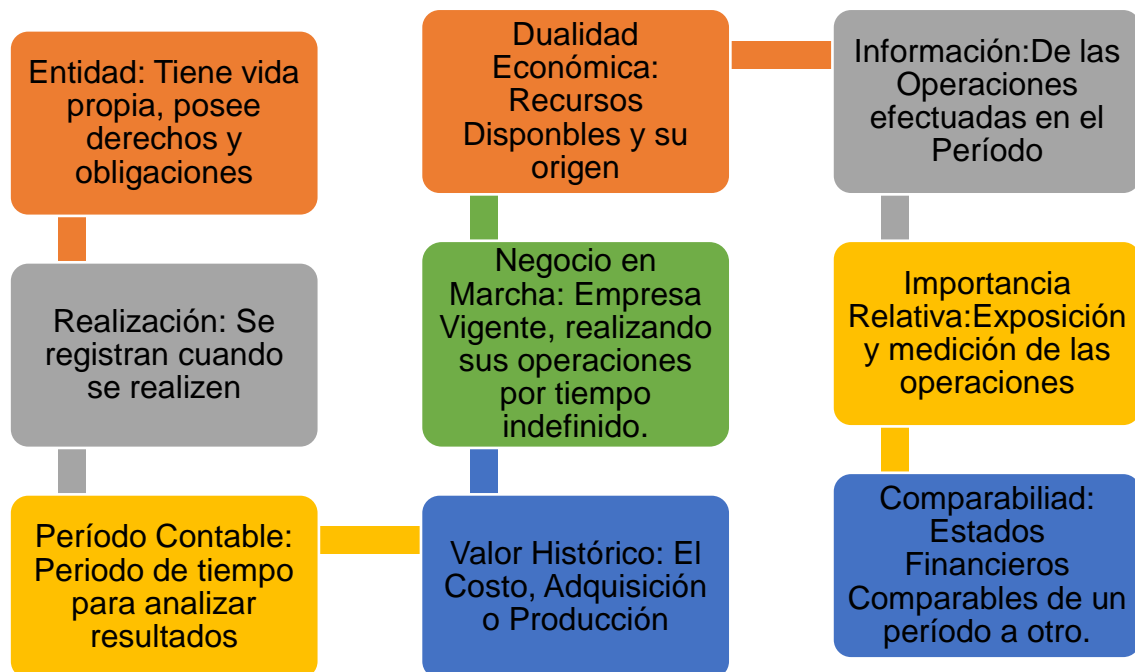 Entidad: Tiene vida
propia, posee
derechos y
obligaciones
Realización: Se
registran cuando
se realizen
Período Contable:
Periodo de tiempo
para analizar
resultados
Valor Histórico: El
Costo, Adquisición
o Producción
Negocio en
Marcha: Empresa
Vigente, realizando
sus operaciones
por tiempo
indefinido.
Dualidad
Económica:
Recursos
Disponbles y su
origen
Información:De las
Operaciones
efectuadas en el
Período
Importancia
Relativa:Exposición
y medición de las
operaciones
Comparabiliad:
Estados
Financieros
Comparables de un
período a otro.